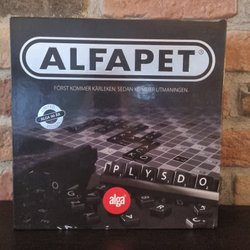 ALFAPET®
FÖRST KOMMER KÄRLEKEN, SEDAN KOMMER UTMANINGEN.
PLYSDO
alga